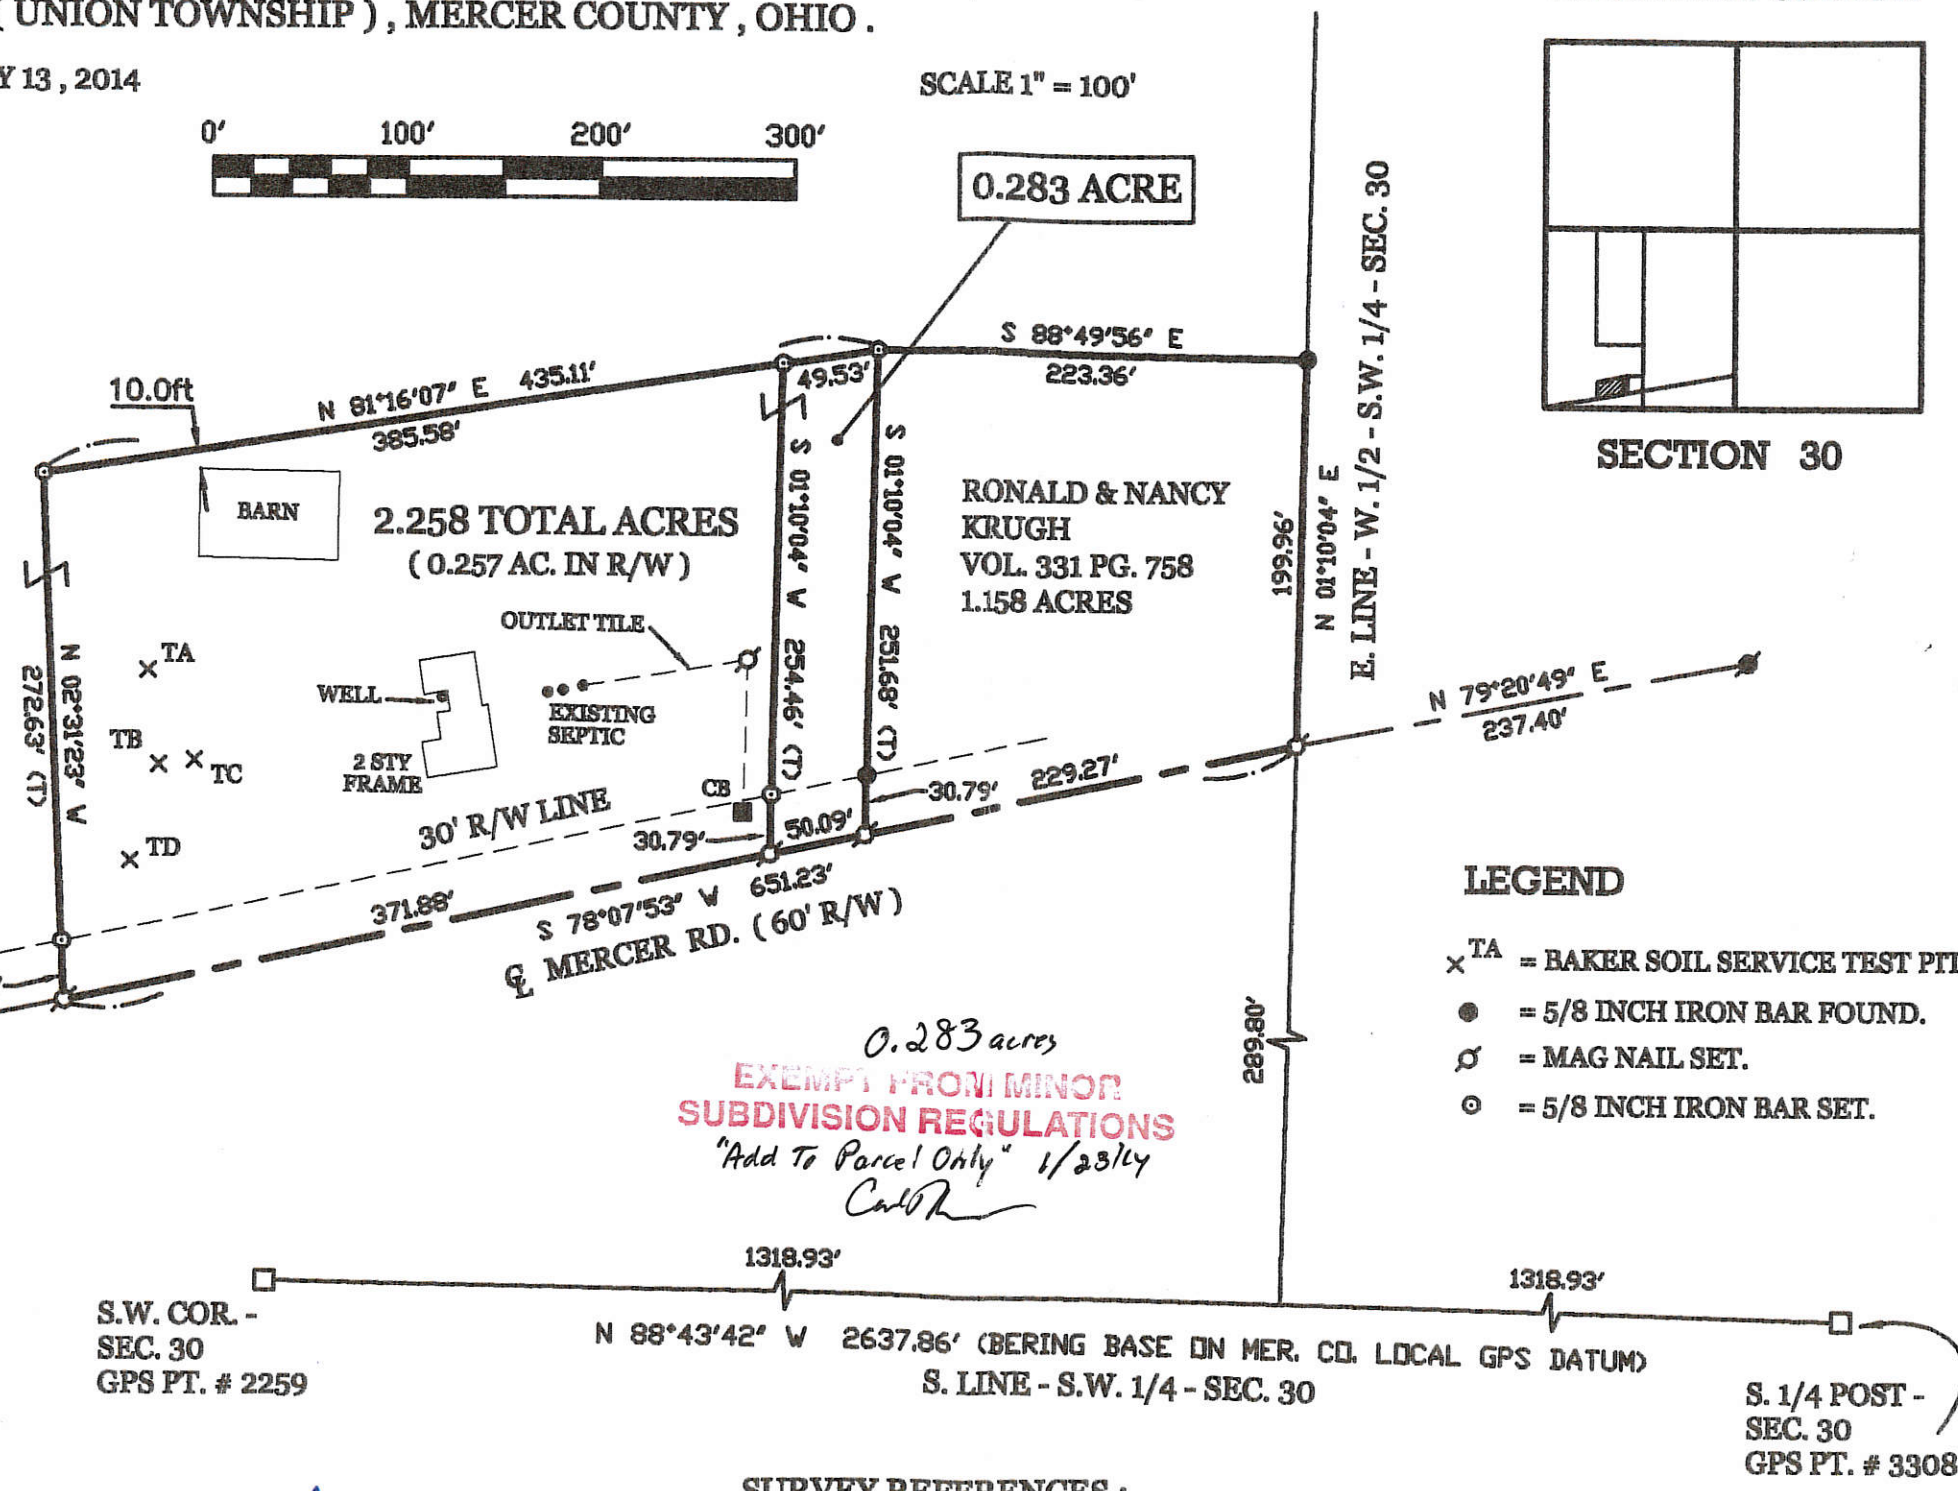 ( UNION TOWNSHIP ) , MERCER COUNTY , OHIO .
Y 13 , 2014
SCALE 1" = 100'
0' 100' 200' 300'
0.283 ACRE
SECTION 30
E. LINE - W. 1/2 - S.W. 1/4 - SEC. 30
S 88°49'56" E
223.36'
10.0ft
N 81°16'07" E 435.11'
385.58'
49.53'
BARN
2.258 TOTAL ACRES
( 0.257 AC. IN R/W )
S 01°10'04" W 254.46' (T)
S 01°10'04" W 251.68' (T)
RONALD & NANCY
KRUGH
VOL. 331 PG. 758
1.158 ACRES
199.96'
N 01°10'04" E
N 02°31'23" W
272.63' (T)
TA
TB
TC
TD
WELL
OUTLET TILE
EXISTING
SEPTIC
2 STY
FRAME
CB
30' R/W LINE
30.79'
50.09'
30.79'
229.27'
N 79°20'49" E
237.40'
371.88'
S 78°07'53" W 651.23'
℄ MERCER RD. ( 60' R/W )
289.80'
LEGEND
TA = BAKER SOIL SERVICE TEST PIT
= 5/8 INCH IRON BAR FOUND.
= MAG NAIL SET.
= 5/8 INCH IRON BAR SET.
0.283 acres
EXEMPT FROM MINOR
SUBDIVISION REGULATIONS
"Add To Parcel Only" 1/23/14
1318.93'
1318.93'
S.W. COR. -
SEC. 30
GPS PT. # 2259
N 88°43'42" W 2637.86' (BERING BASE ON MER. CO. LOCAL GPS DATUM)
S. LINE - S.W. 1/4 - SEC. 30
S. 1/4 POST -
SEC. 30
GPS PT. # 3308
SURVEY REFERENCES :